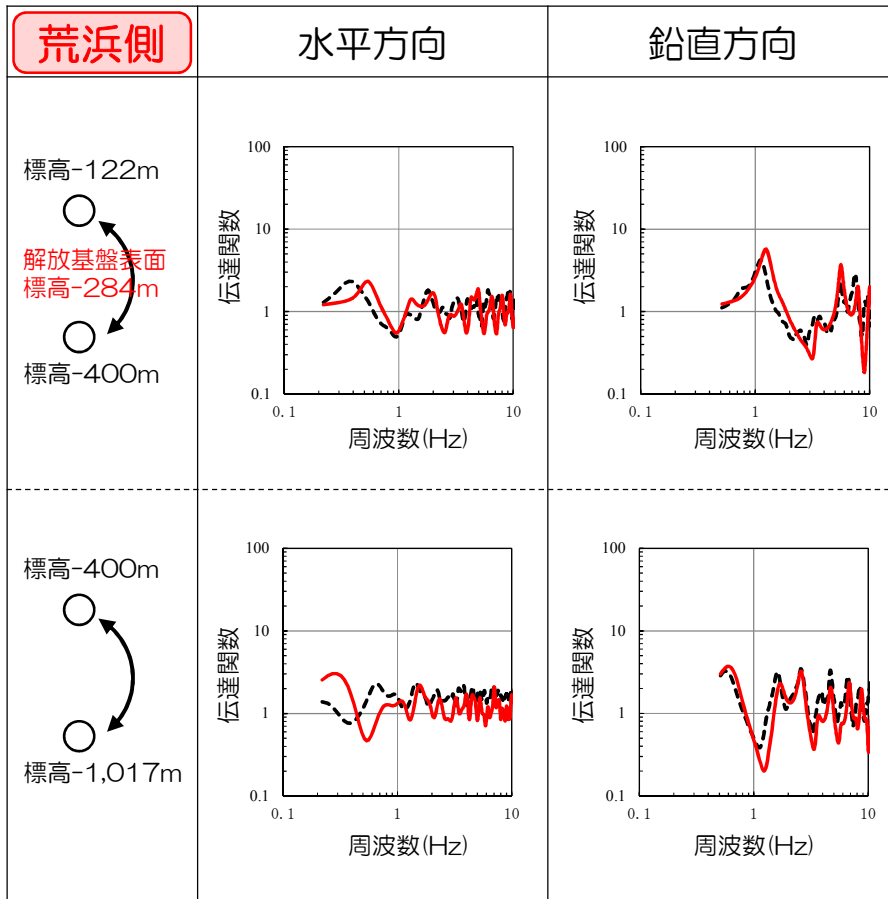 荒浜側
水平方向
鉛直方向
標高-122m
解放基盤表面
標高-284m
標高-400m
100
10
1
0.1
0.1
1
10
伝達関数
周波数(Hz)
100
10
1
0.1
0.1
1
10
伝達関数
周波数(Hz)
標高-400m
標高-1,017m
100
10
1
0.1
0.1
1
10
伝達関数
周波数(Hz)
100
10
1
0.1
0.1
1
10
伝達関数
周波数(Hz)